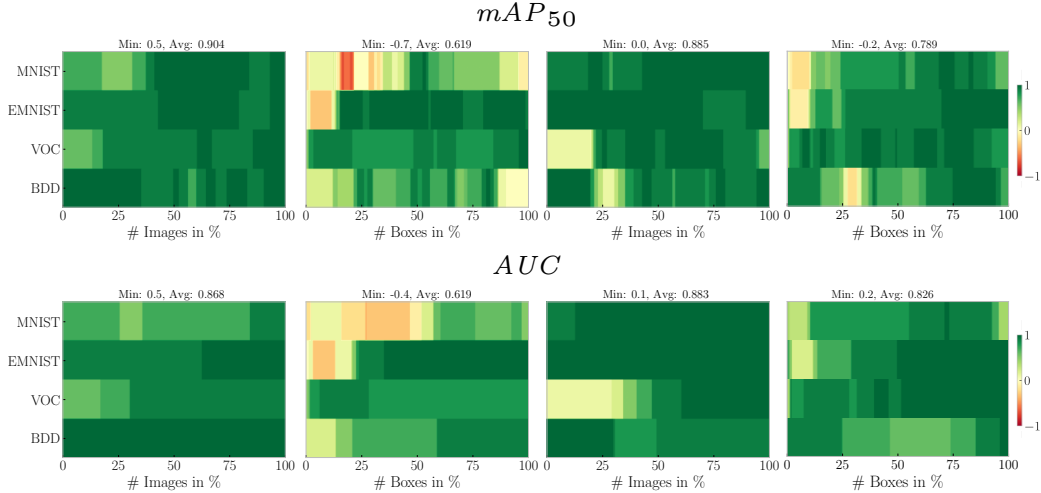 mAP50
Min: 0.5, Avg: 0.904
Min: -0.7, Avg: 0.619
Min: 0.0, Avg: 0.885
Min: -0.2, Avg: 0.789
MNIST
EMNIST
VOC
BDD
1
0
−1
0 25 50 75 100
0 25 50 75 100
0 25 50 75 100
0 25 50 75 100
# Images in %
# Boxes in %
# Images in %
# Boxes in %
AUC
Min: 0.5, Avg: 0.868
Min: -0.4, Avg: 0.619
Min: 0.1, Avg: 0.883
Min: 0.2, Avg: 0.826
MNIST
EMNIST
VOC
BDD
1
0
−1
0 25 50 75 100
0 25 50 75 100
0 25 50 75 100
0 25 50 75 100
# Images in %
# Boxes in %
# Images in %
# Boxes in %